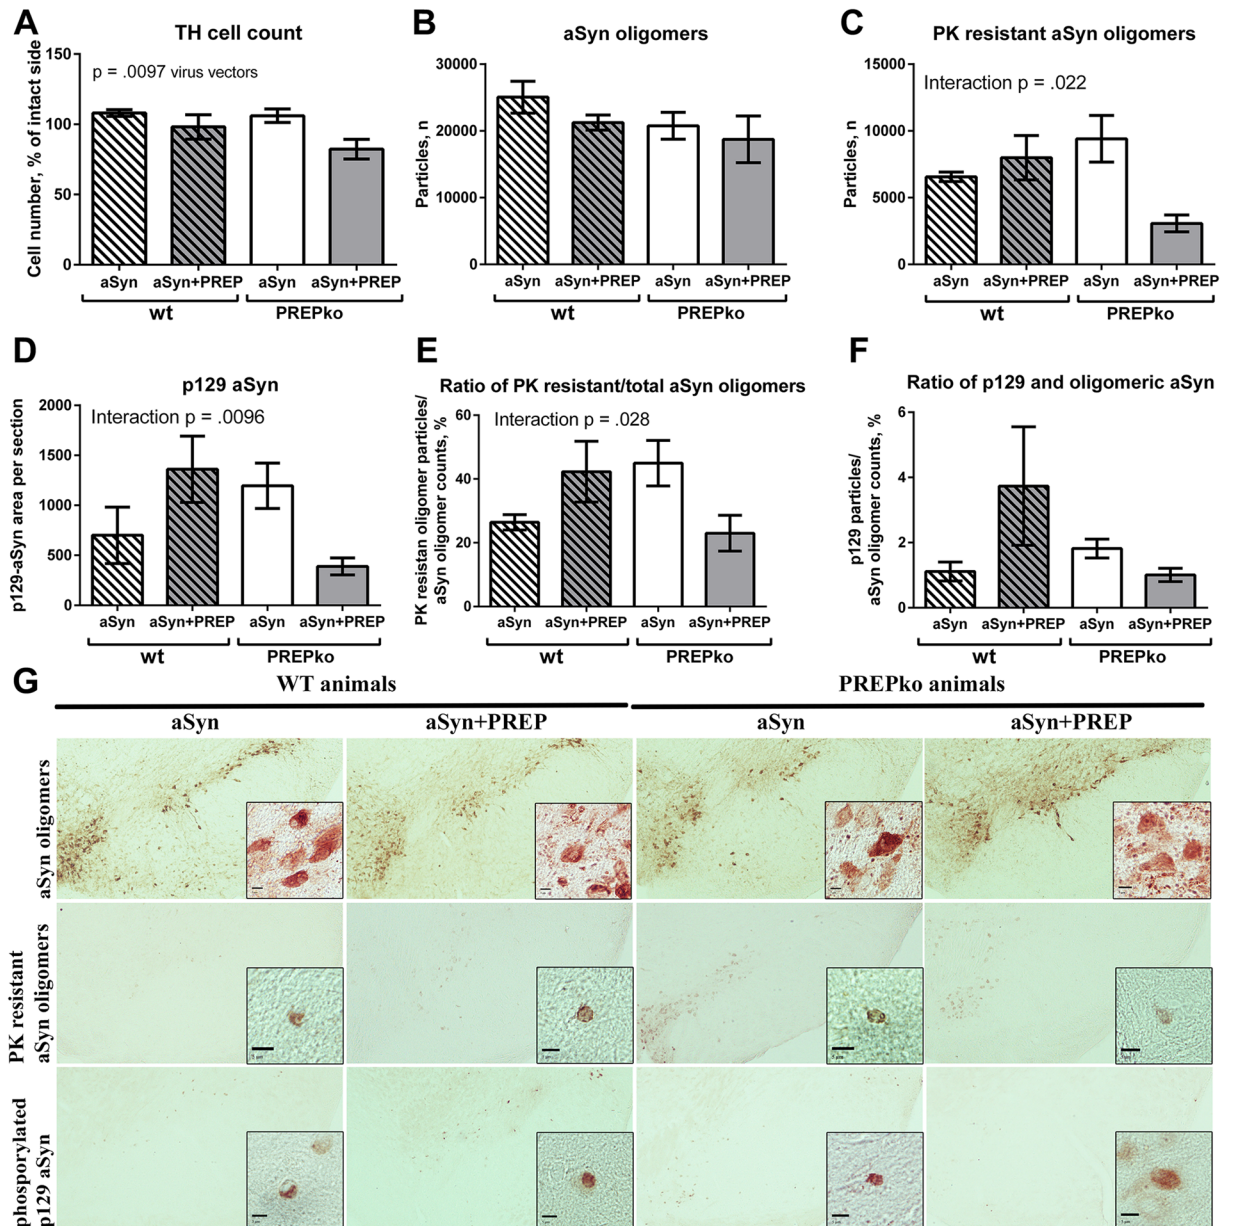 A
TH cell count
Cell number, % of intact side
150
100
50
0
p = .0097 virus vectors
aSyn aSyn+PREP aSyn aSyn+PREP
wt PREPko
B
aSyn oligomers
Particles, n
30000
20000
10000
0
aSyn aSyn+PREP aSyn aSyn+PREP
wt PREPko
C
PK resistant aSyn oligomers
Particles, n
15000
10000
5000
0
Interaction p = .022
aSyn aSyn+PREP aSyn aSyn+PREP
wt PREPko
D
p129 aSyn
p129-aSyn area per section
2000
1500
1000
500
0
Interaction p = .0096
aSyn aSyn+PREP aSyn aSyn+PREP
wt PREPko
E
Ratio of PK resistant/total aSyn oligomers
PK resistan oligomer particles/
aSyn oligomer counts, %
60
40
20
0
Interaction p = .028
aSyn aSyn+PREP aSyn aSyn+PREP
wt PREPko
F
Ratio of p129 and oligomeric aSyn
p129 particles/
aSyn oligomer counts, %
6
4
2
0
aSyn aSyn+PREP aSyn aSyn+PREP
wt PREPko
G
WT animals PREPko animals
aSyn aSyn+PREP aSyn aSyn+PREP
aSyn oligomers
PK resistant
aSyn oligomers
phosporylated
p129 aSyn